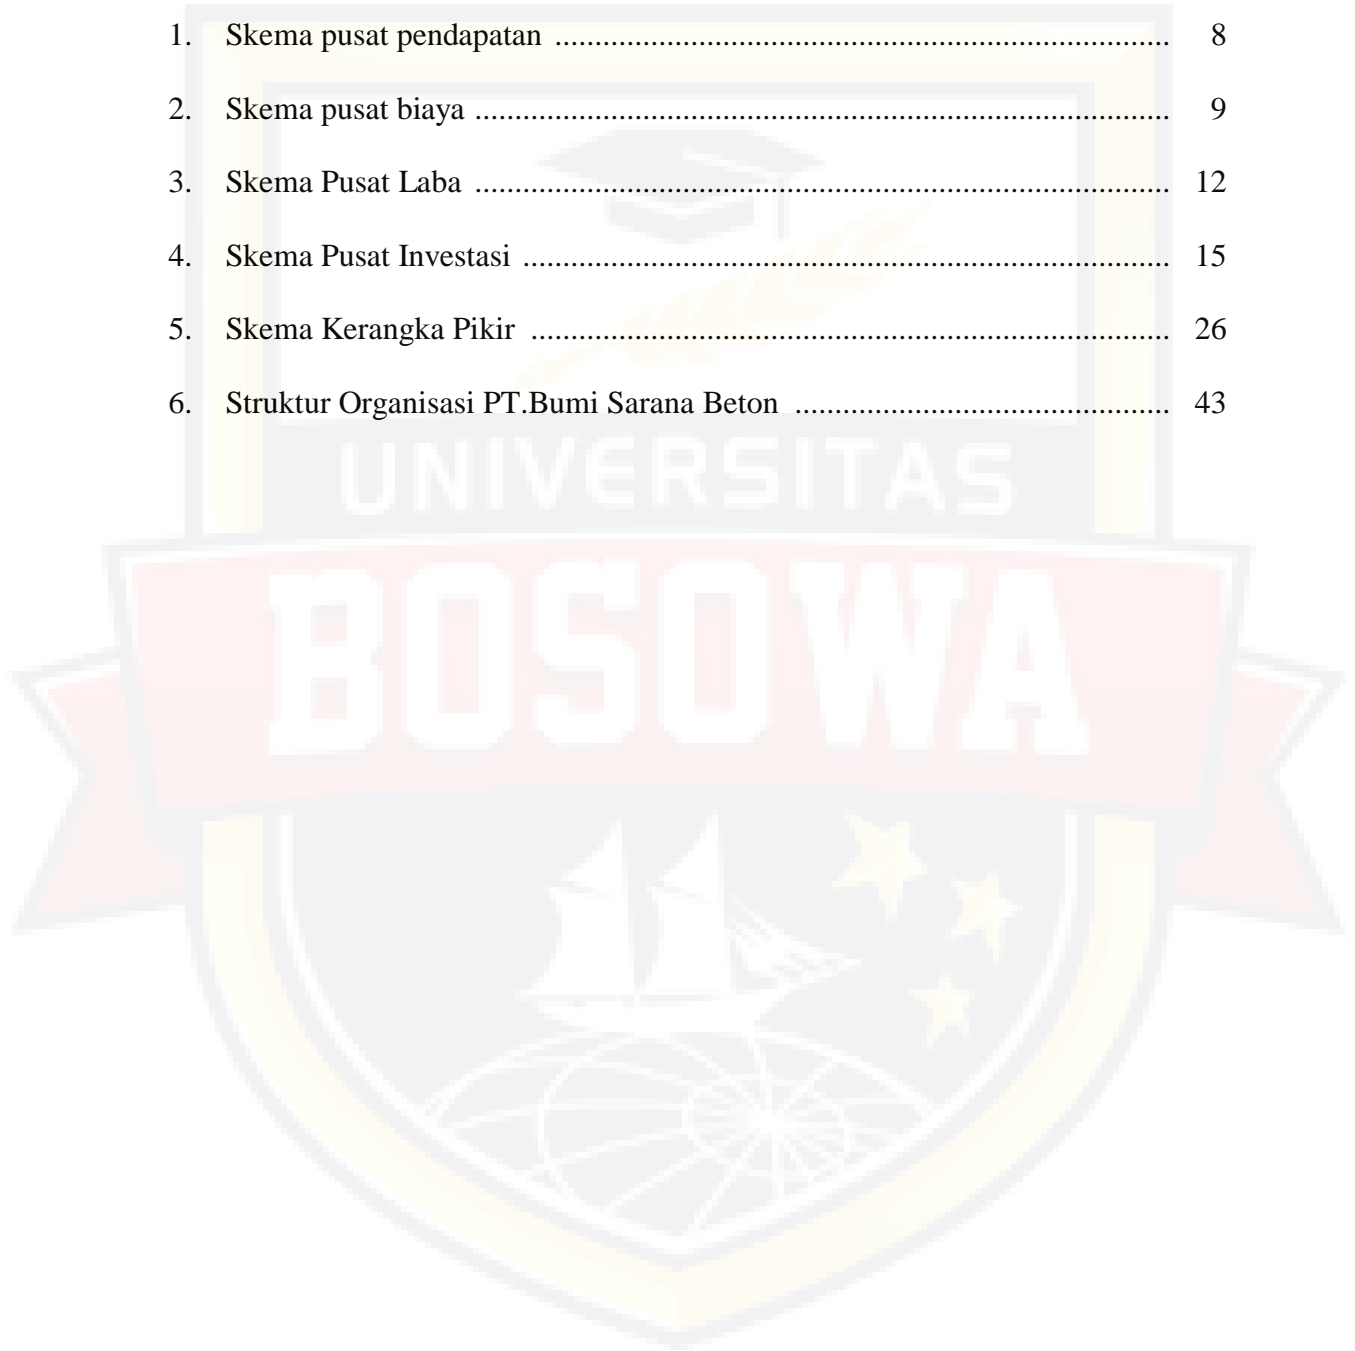 1. Skema pusat pendapatan .............................................................................. 8
2. Skema pusat biaya ........................................................................................ 9
3. Skema Pusat Laba ........................................................................................ 12
4. Skema Pusat Investasi .................................................................................. 15
5. Skema Kerangka Pikir ................................................................................. 26
6. Struktur Organisasi PT.Bumi Sarana Beton ................................................ 43
UNIVERSITAS
BOSOWA